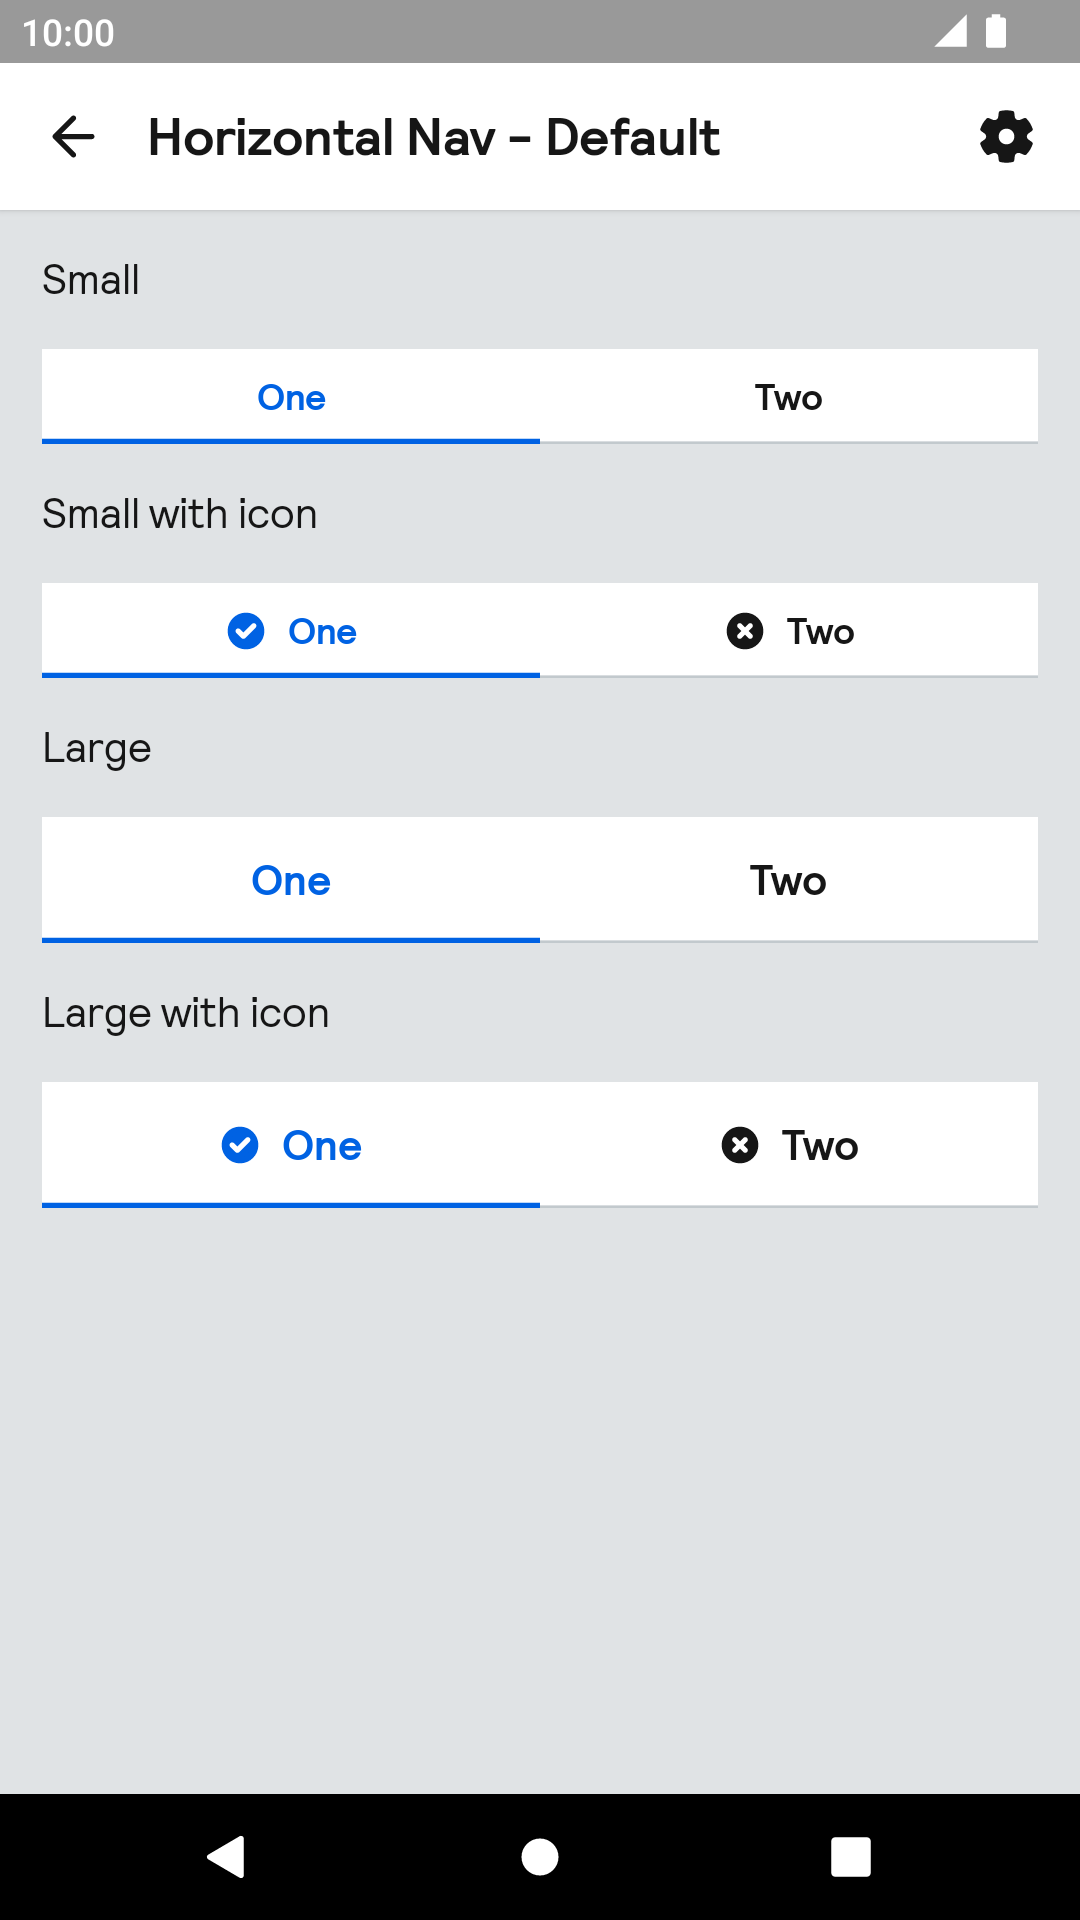 10:00
Horizontal Nav - Default
Small
One Two
Small with icon
One Two
Large
One Two
Large with icon
One Two